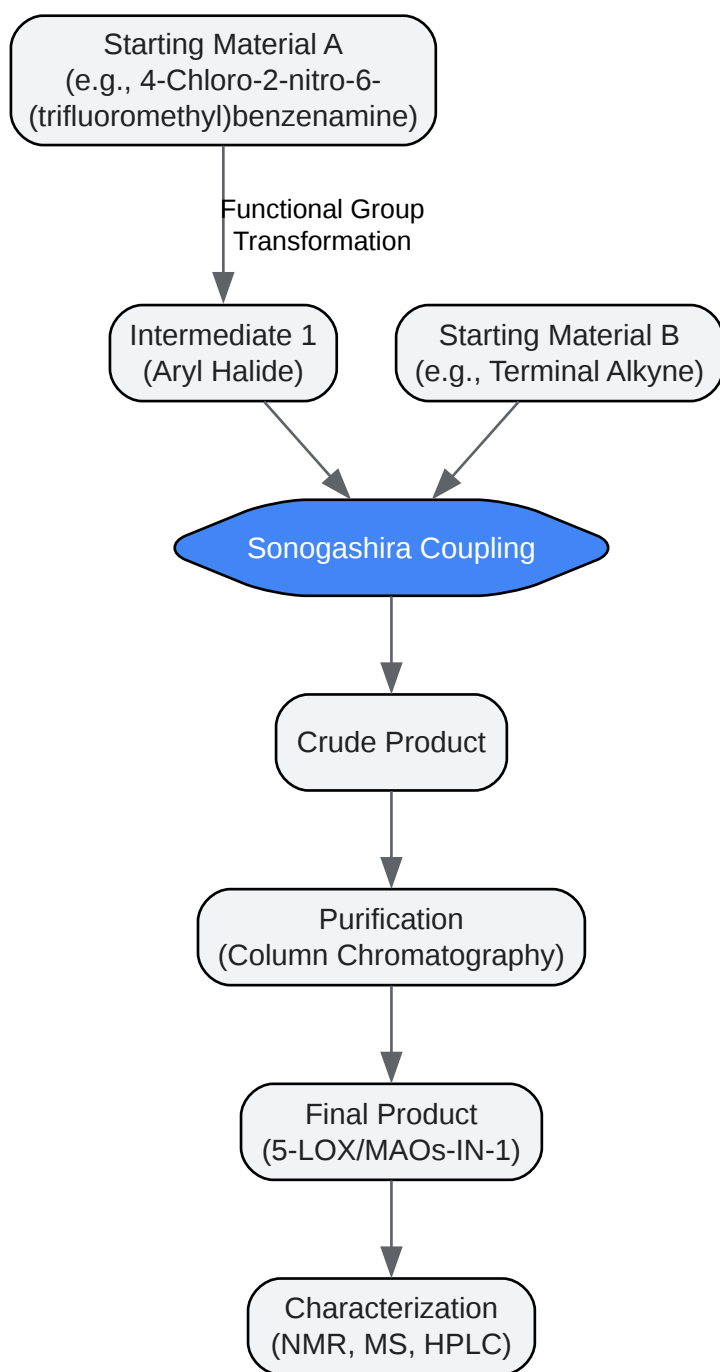 Starting Material A
(e.g., 4-Chloro-2-nitro-6-
(trifluoromethyl)benzenamine)
Functional Group
Transformation
Intermediate 1
(Aryl Halide)
Starting Material B
(e.g., Terminal Alkyne)
Sonogashira Coupling
Crude Product
Purification
(Column Chromatography)
Final Product
(5-LOX/MAOs-IN-1)
Characterization
(NMR, MS, HPLC)